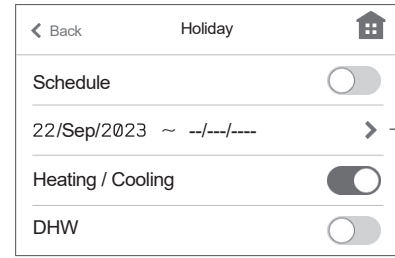 Back Holiday
Schedule
22/Sep/2023 ~ --/---/----
Heating / Cooling
DHW